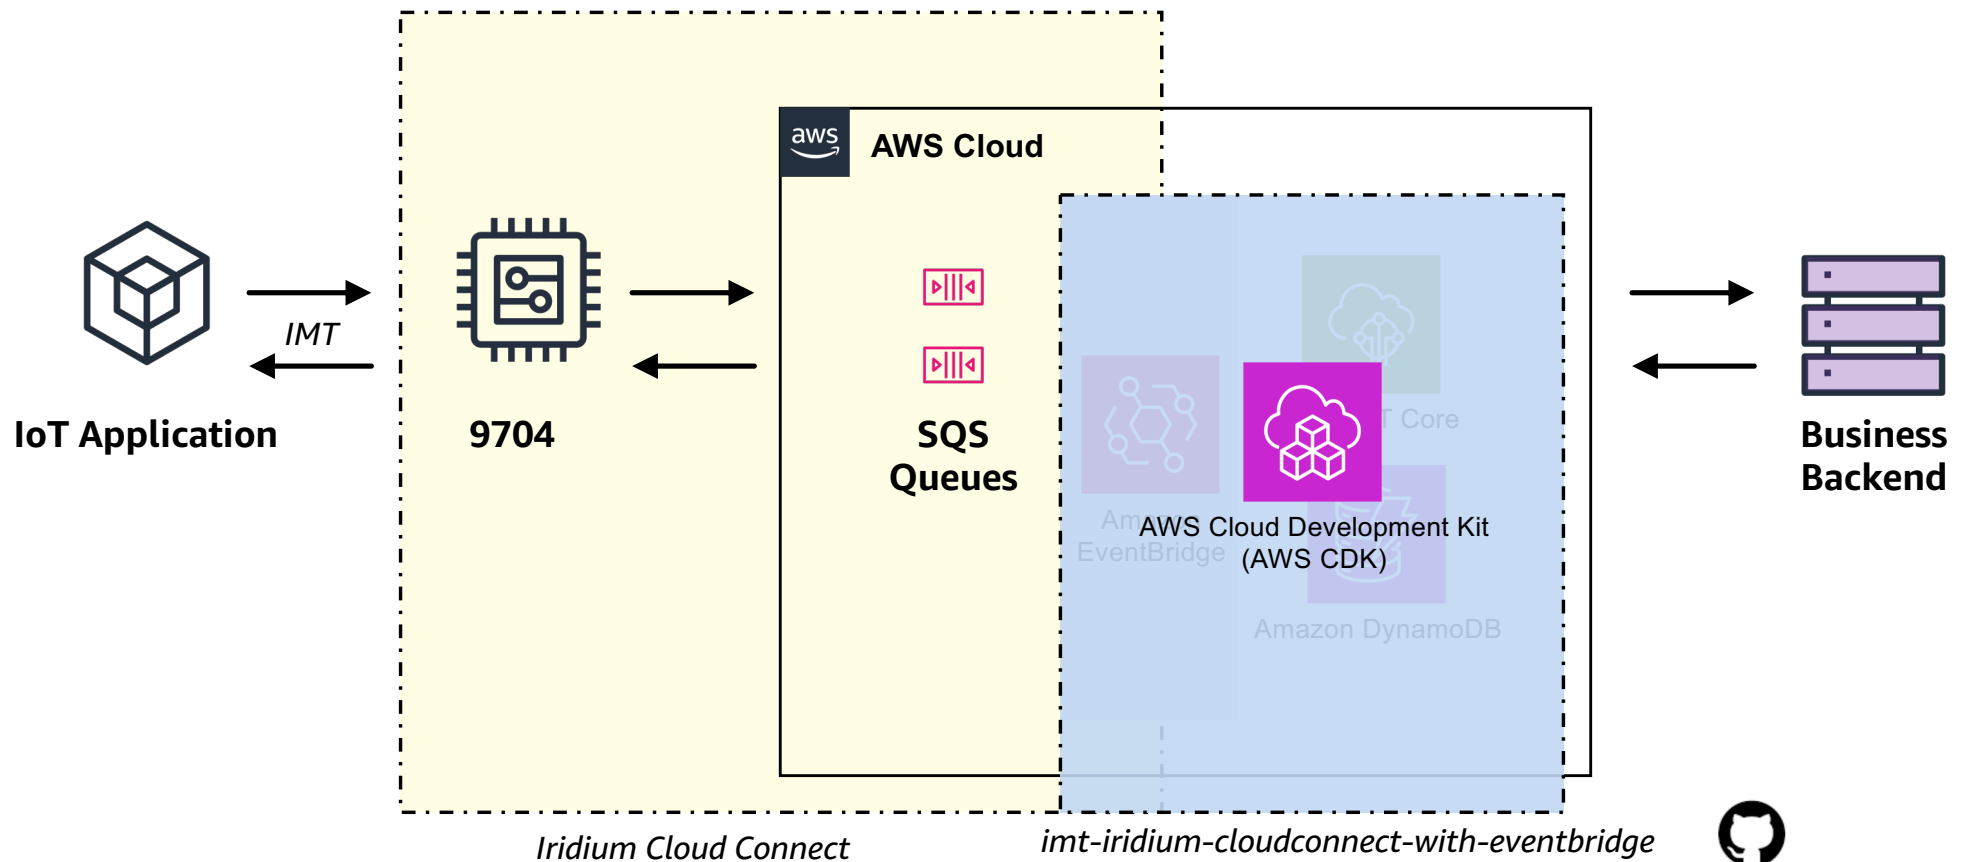 aws
AWS Cloud
IMT
IoT Application
9704
SQS
Queues
T Core
Amazon
EventBridge
AWS Cloud Development Kit
(AWS CDK)
Amazon DynamoDB
Business
Backend
Iridium Cloud Connect
imt-iridium-cloudconnect-with-eventbridge